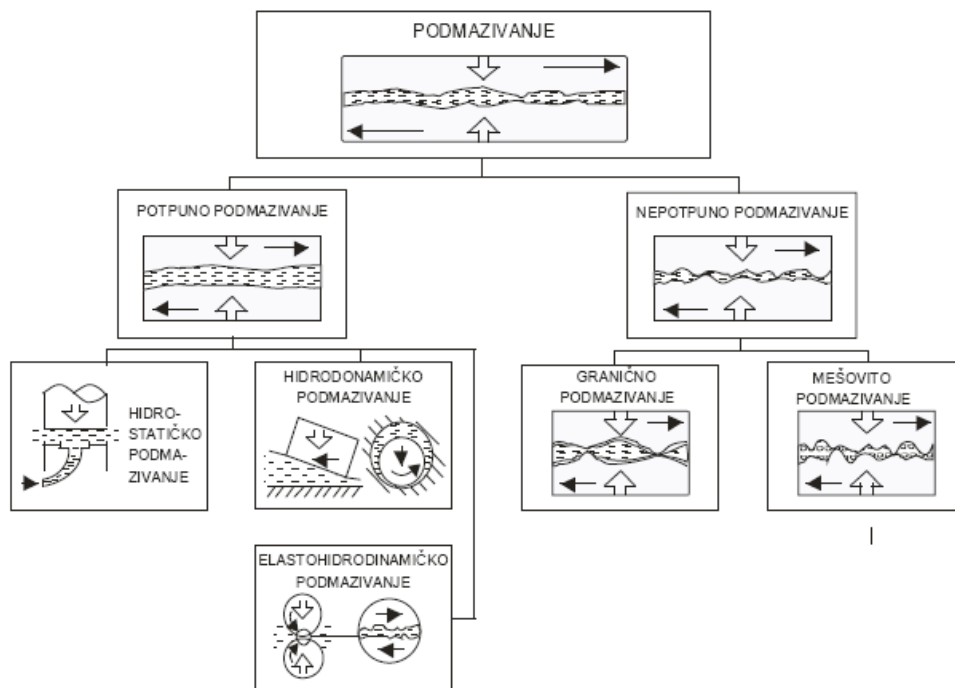 PODMAZIVANJE
POTPUNO PODMAZIVANJE
NEPOTPUNO PODMAZIVANJE
HIDRO-
STATIČKO
PODMA-
ZIVANJE
HIDRODONAMIČKO
PODMAZIVANJE
GRANIČNO
PODMAZIVANJE
MEŠOVITO
PODMAZIVANJE
ELASTOHIDRODINAMIČKO
PODMAZIVANJE